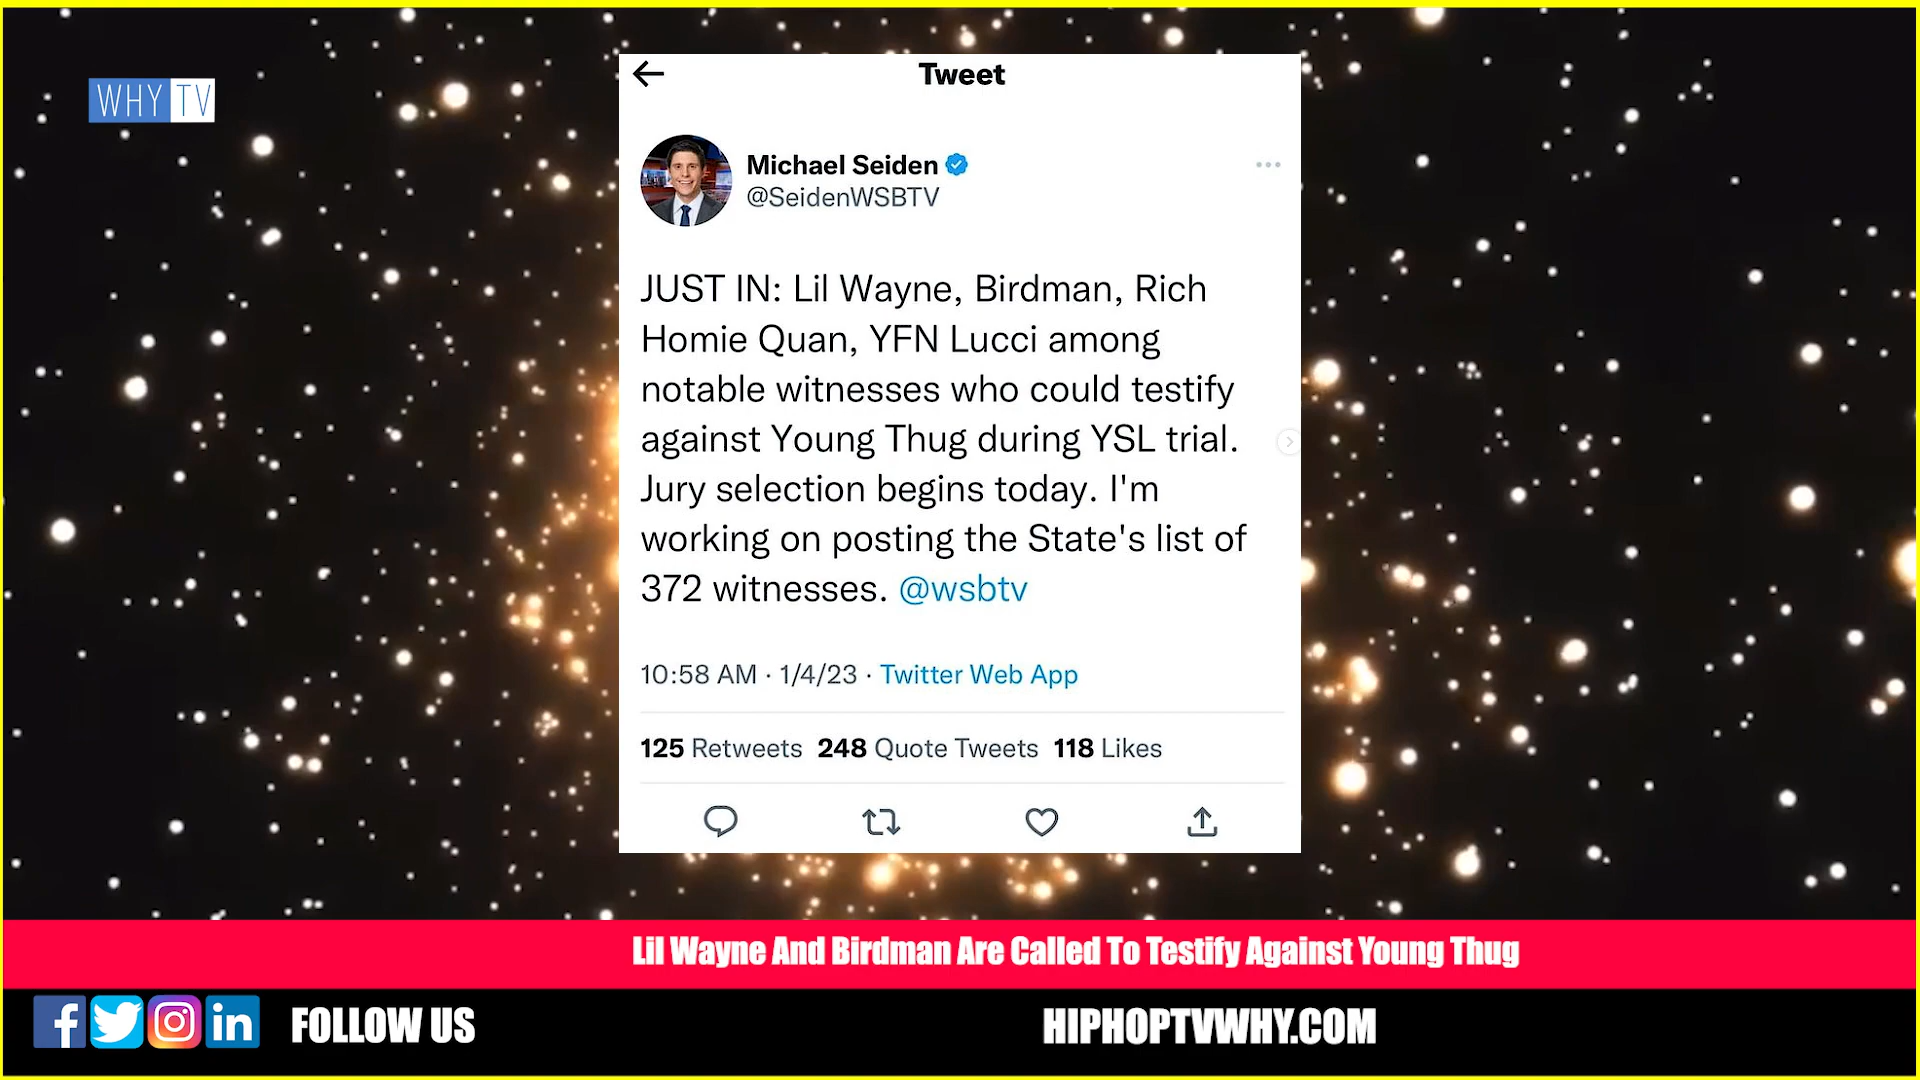 WHY TV
Tweet
Michael Seiden
@SeidenWSBTV
JUST IN: Lil Wayne, Birdman, Rich
Homie Quan, YFN Lucci among
notable witnesses who could testify
against Young Thug during YSL trial.
Jury selection begins today. I'm
working on posting the State's list of
372 witnesses. @wsbtv
10:58 AM · 1/4/23 · Twitter Web App
125 Retweets 248 Quote Tweets 118 Likes
Lil Wayne And Birdman Are Called To Testify Against Young Thug
FOLLOW US
HIPHOPTVWHY.COM